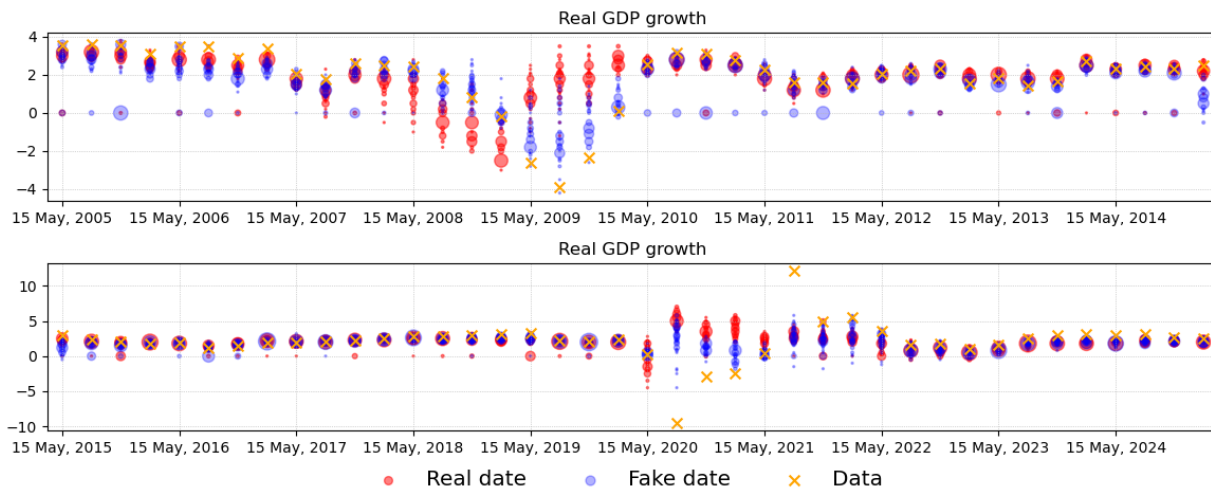 Real GDP growth
4
2
0
−2
−4
15 May, 2005 15 May, 2006 15 May, 2007 15 May, 2008 15 May, 2009 15 May, 2010 15 May, 2011 15 May, 2012 15 May, 2013 15 May, 2014
Real GDP growth
10
5
0
−5
−10
15 May, 2015 15 May, 2016 15 May, 2017 15 May, 2018 15 May, 2019 15 May, 2020 15 May, 2021 15 May, 2022 15 May, 2023 15 May, 2024
Real date Fake date Data